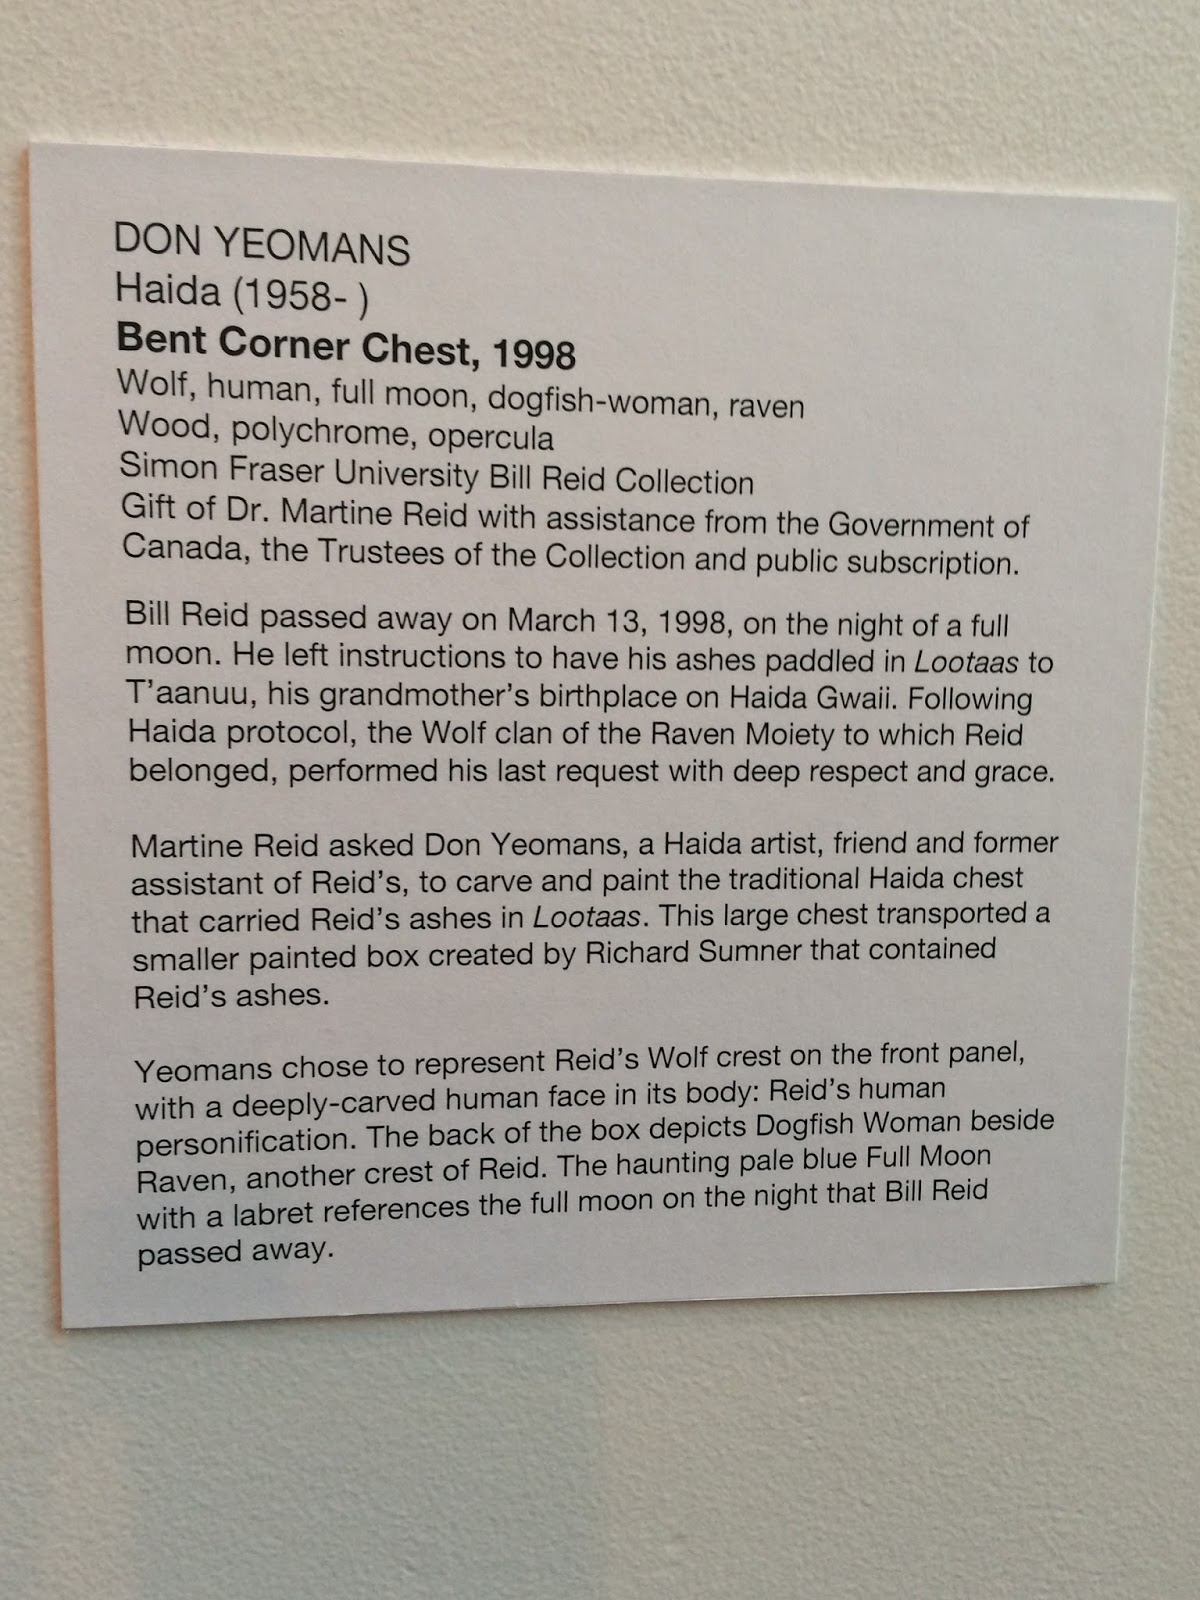 DON YEOMANS
Haida (1958- )
Bent Corner Chest, 1998
Wolf, human, full moon, dogfish-woman, raven
Wood, polychrome, opercula
Simon Fraser University Bill Reid Collection
Gift of Dr. Martine Reid with assistance from the Government of
Canada, the Trustees of the Collection and public subscription.
Bill Reid passed away on March 13, 1998, on the night of a full
moon. He left instructions to have his ashes paddled in Lootaas to
T'aanuu, his grandmother's birthplace on Haida Gwaii. Following
Haida protocol, the Wolf clan of the Raven Moiety to which Reid
belonged, performed his last request with deep respect and grace.
Martine Reid asked Don Yeomans, a Haida artist, friend and former
assistant of Reid's, to carve and paint the traditional Haida chest
that carried Reid's ashes in Lootaas. This large chest transported a
smaller painted box created by Richard Sumner that contained
Reid's ashes.
Yeomans chose to represent Reid's Wolf crest on the front panel,
with a deeply-carved human face in its body: Reid's human
personification. The back of the box depicts Dogfish Woman beside
Raven, another crest of Reid. The haunting pale blue Full Moon
with a labret references the full moon on the night that Bill Reid
passed away.